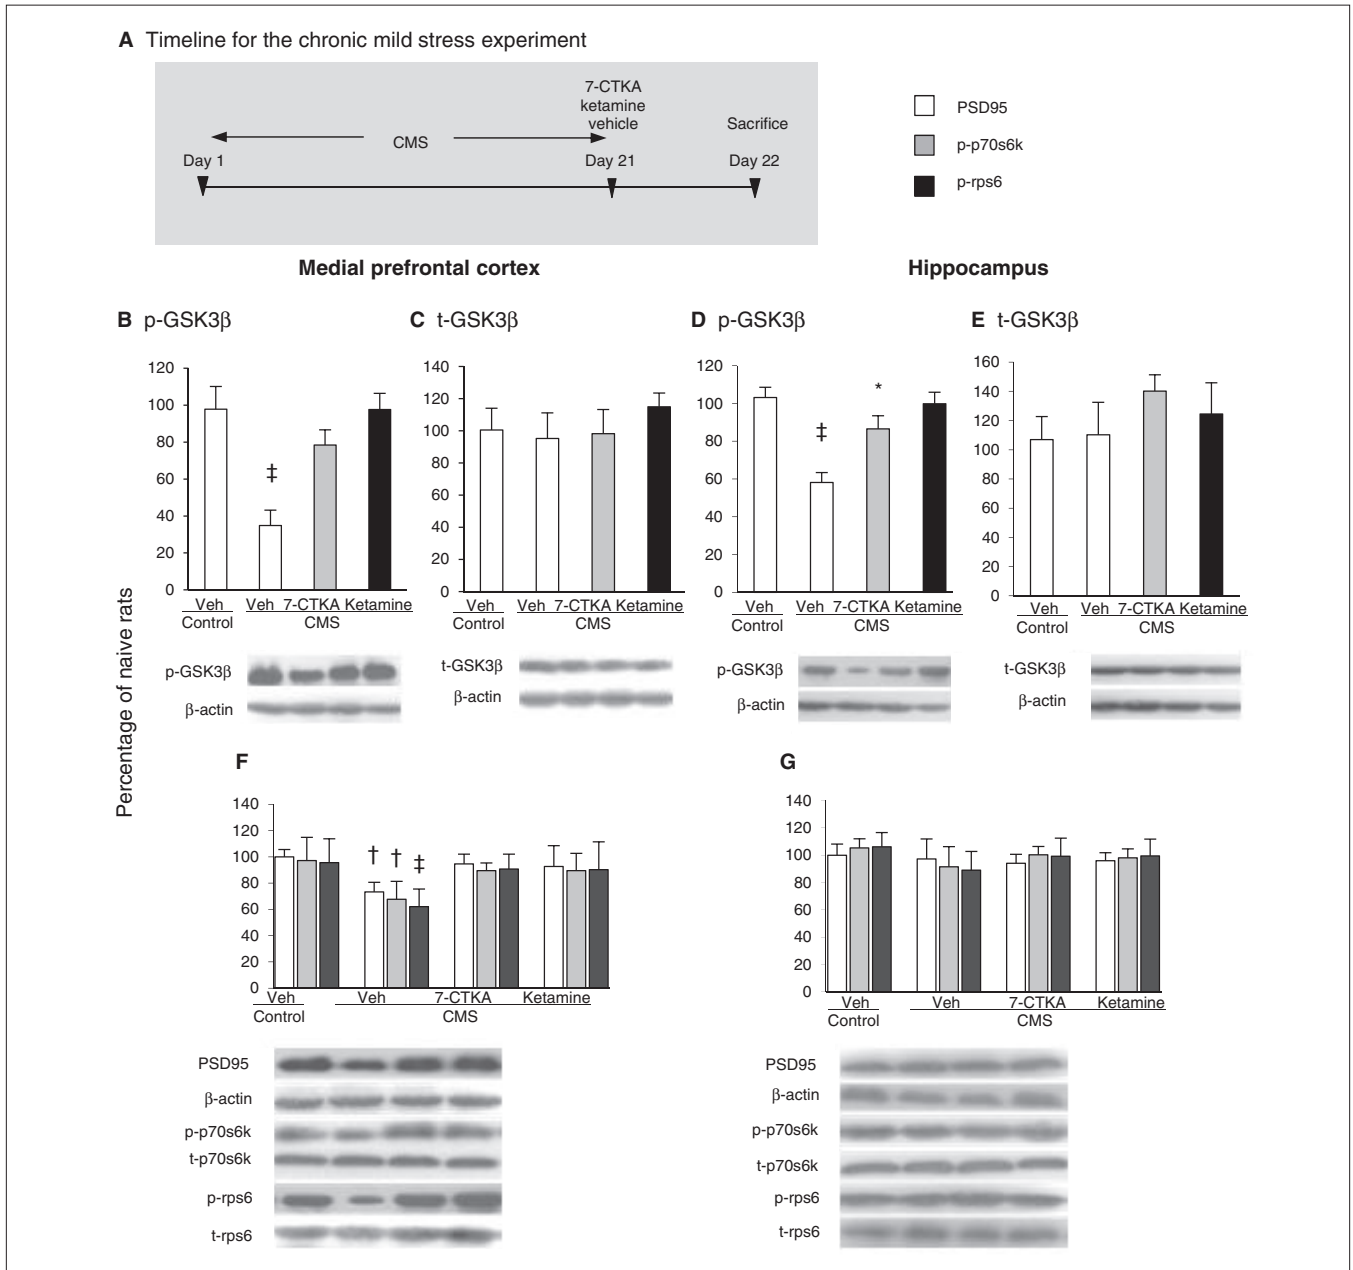 A Timeline for the chronic mild stress experiment
7-CTKA
ketamine
vehicle
Sacrifice
CMS
Day 1
Day 21
Day 22
PSD95
p-p70s6k
p-rps6
Medial prefrontal cortex
Hippocampus
Percentage of naive rats
B p-GSK3β
120
100
80
60
40
20
0
‡
Veh Veh 7-CTKA Ketamine
Control CMS
p-GSK3β
β-actin
C t-GSK3β
140
120
100
80
60
40
20
0
Veh Veh 7-CTKA Ketamine
Control CMS
t-GSK3β
β-actin
D p-GSK3β
120
100
80
60
40
20
0
‡
*
Veh Veh 7-CTKA Ketamine
Control CMS
p-GSK3β
β-actin
E t-GSK3β
160
140
120
100
80
60
40
20
0
Veh Veh 7-CTKA Ketamine
Control CMS
t-GSK3β
β-actin
F
140
120
100
80
60
40
20
0
† † ‡
Veh Veh 7-CTKA Ketamine
Control CMS
PSD95
β-actin
p-p70s6k
t-p70s6k
p-rps6
t-rps6
G
140
120
100
80
60
40
20
0
Veh Veh 7-CTKA Ketamine
Control CMS
PSD95
β-actin
p-p70s6k
t-p70s6k
p-rps6
t-rps6